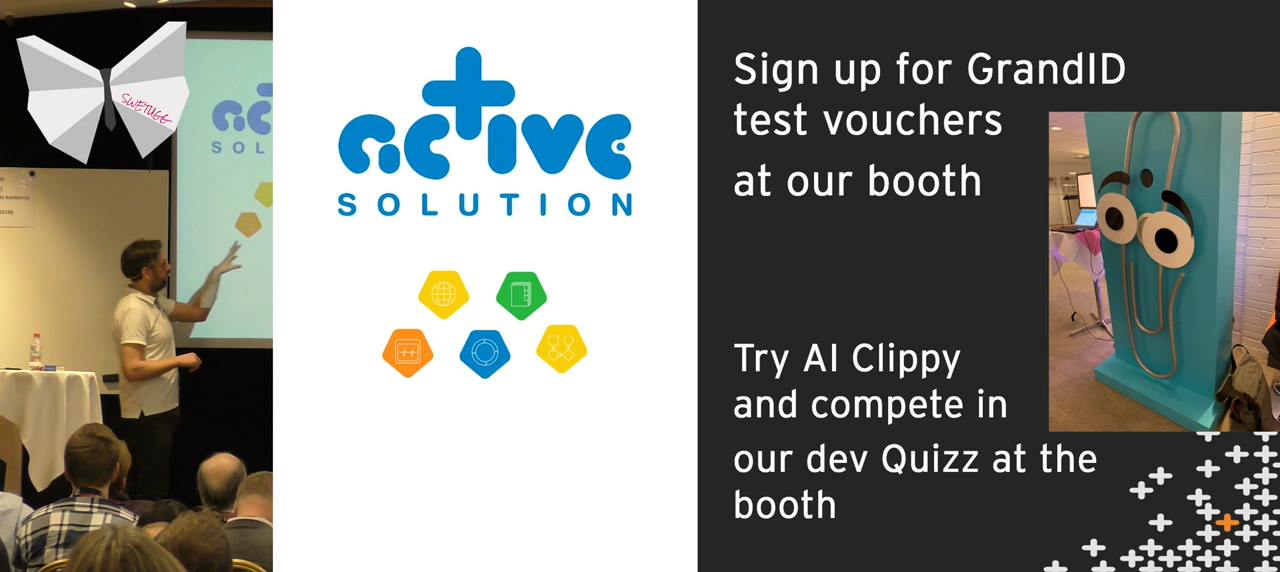 SWETUGG
active
SOLUTION
Sign up for GrandID
test vouchers
at our booth
Try AI Clippy
and compete in
our dev Quizz at the
booth